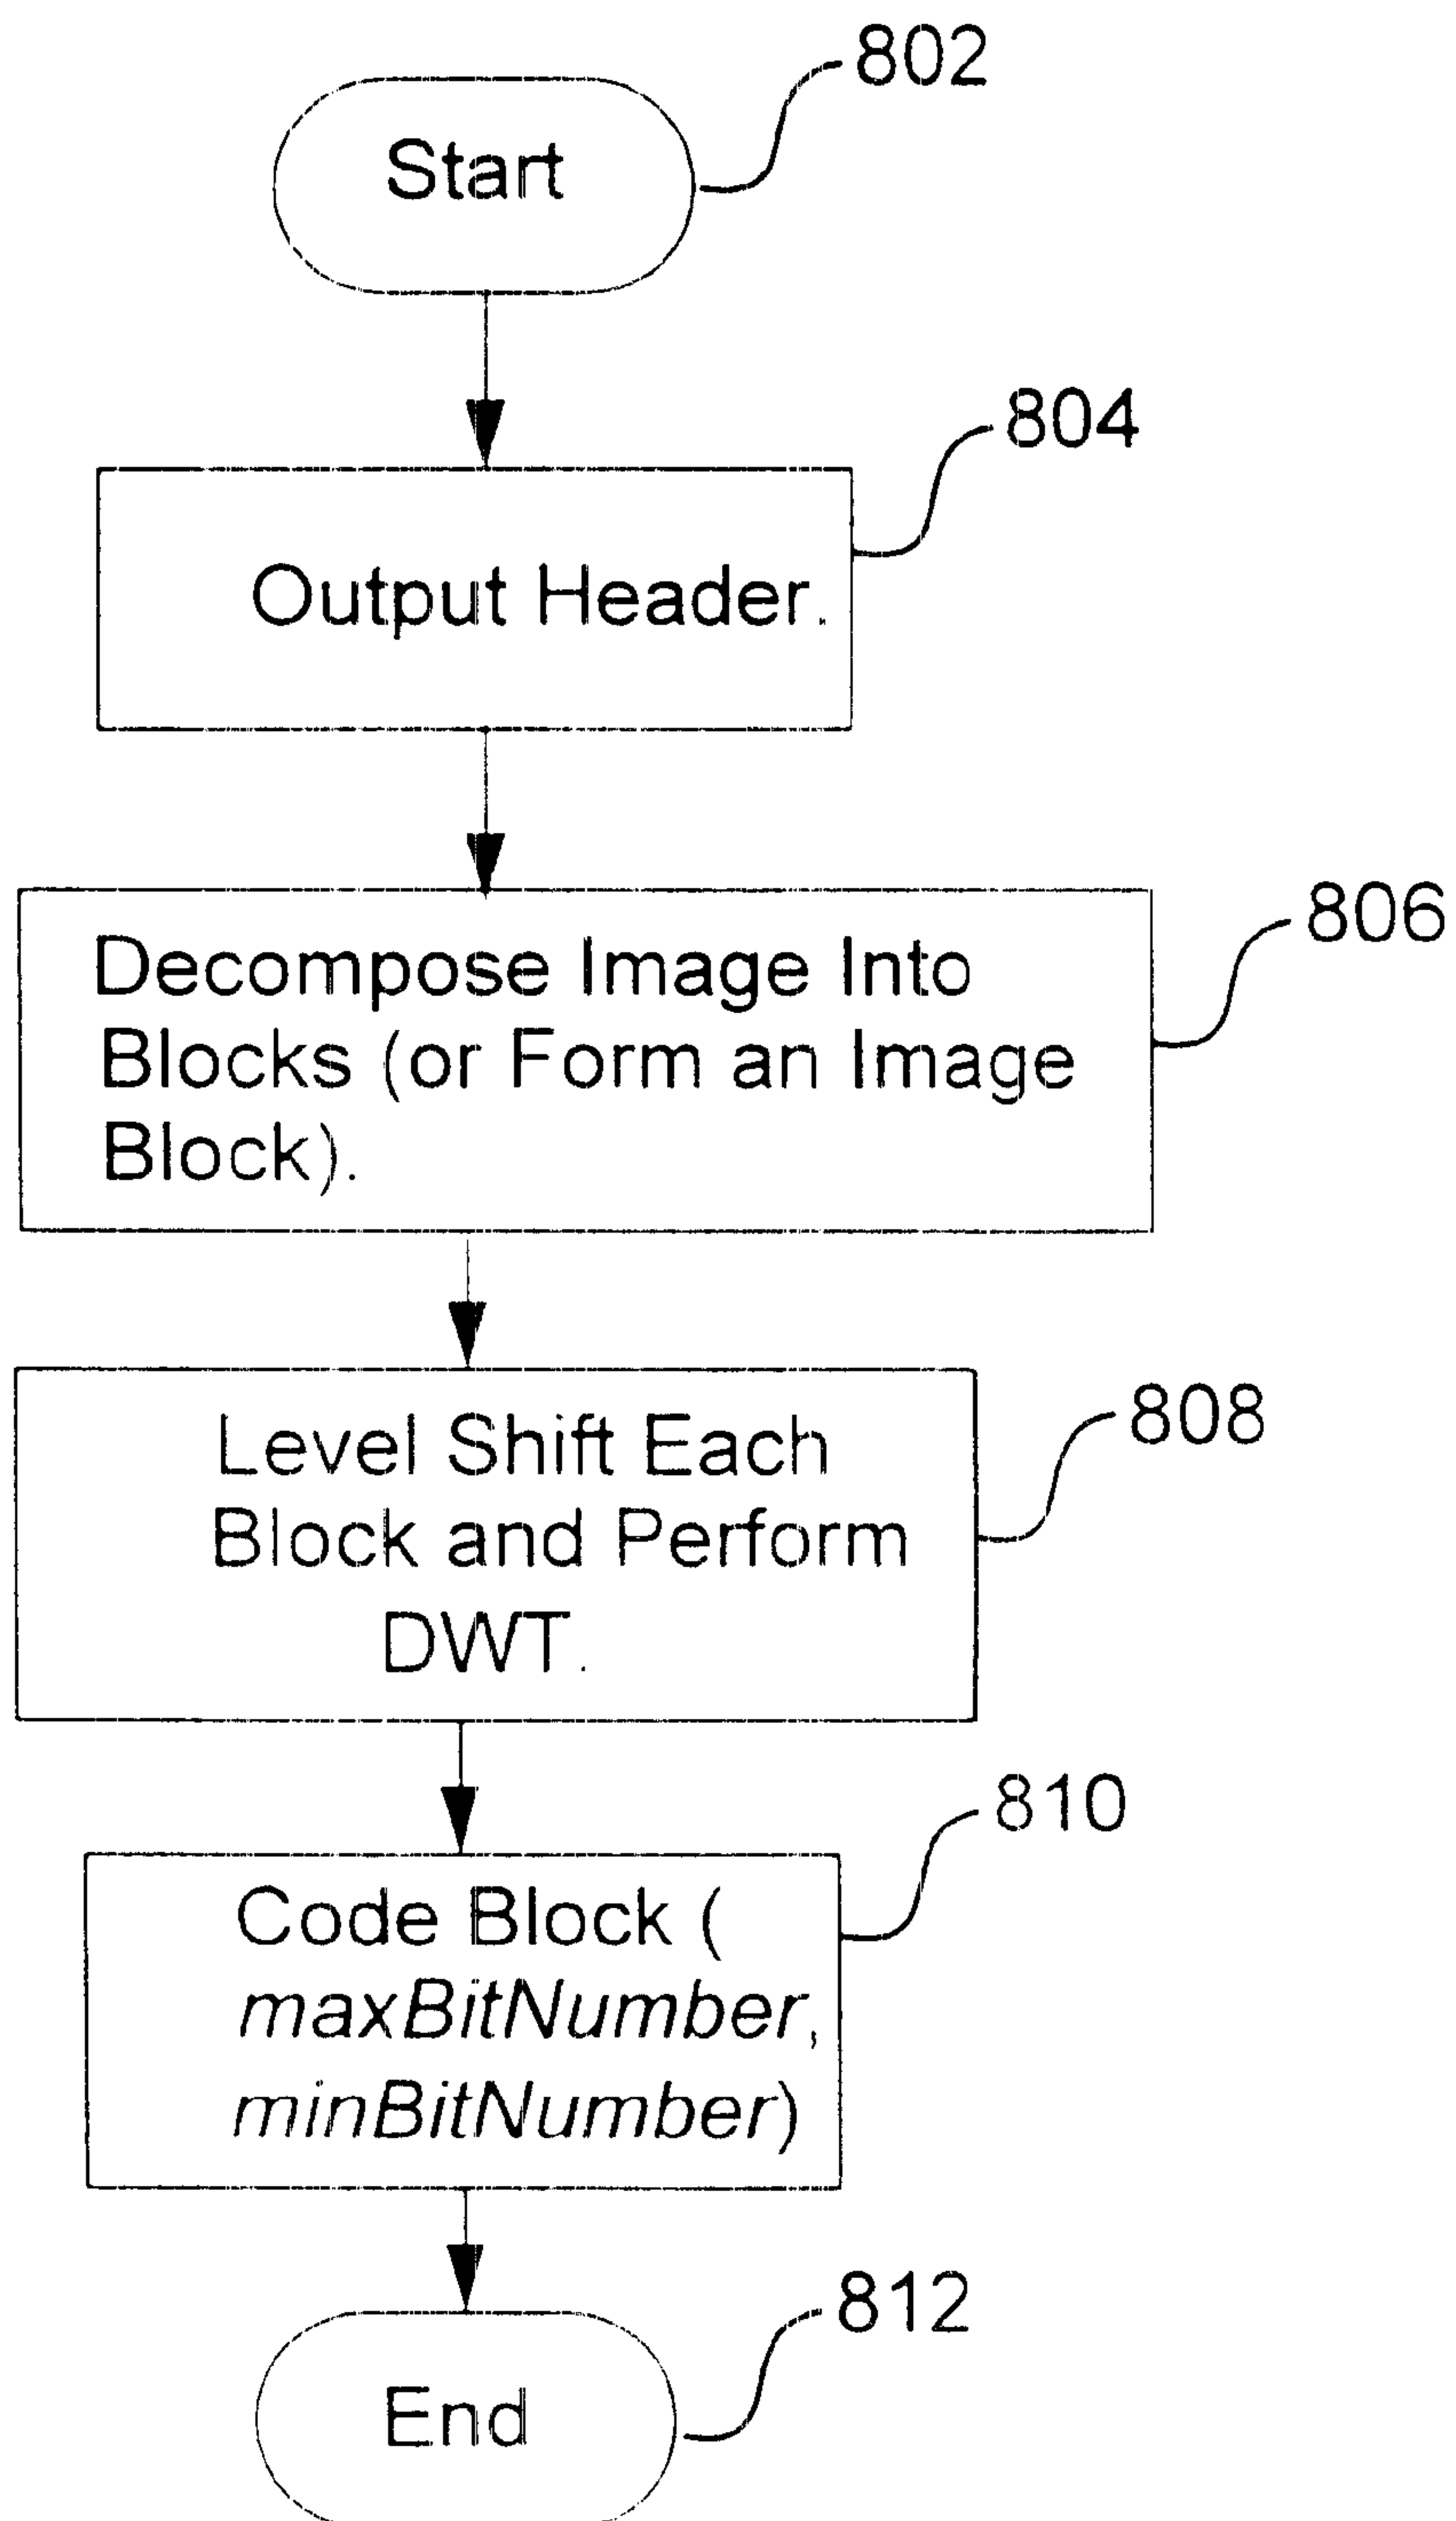 802
Start
804
Output Header.
806
Decompose Image Into
Blocks (or Form an Image
Block).
808
Level Shift Each
Block and Perform
DWT.
810
Code Block (
maxBitNumber,
minBitNumber)
812
End